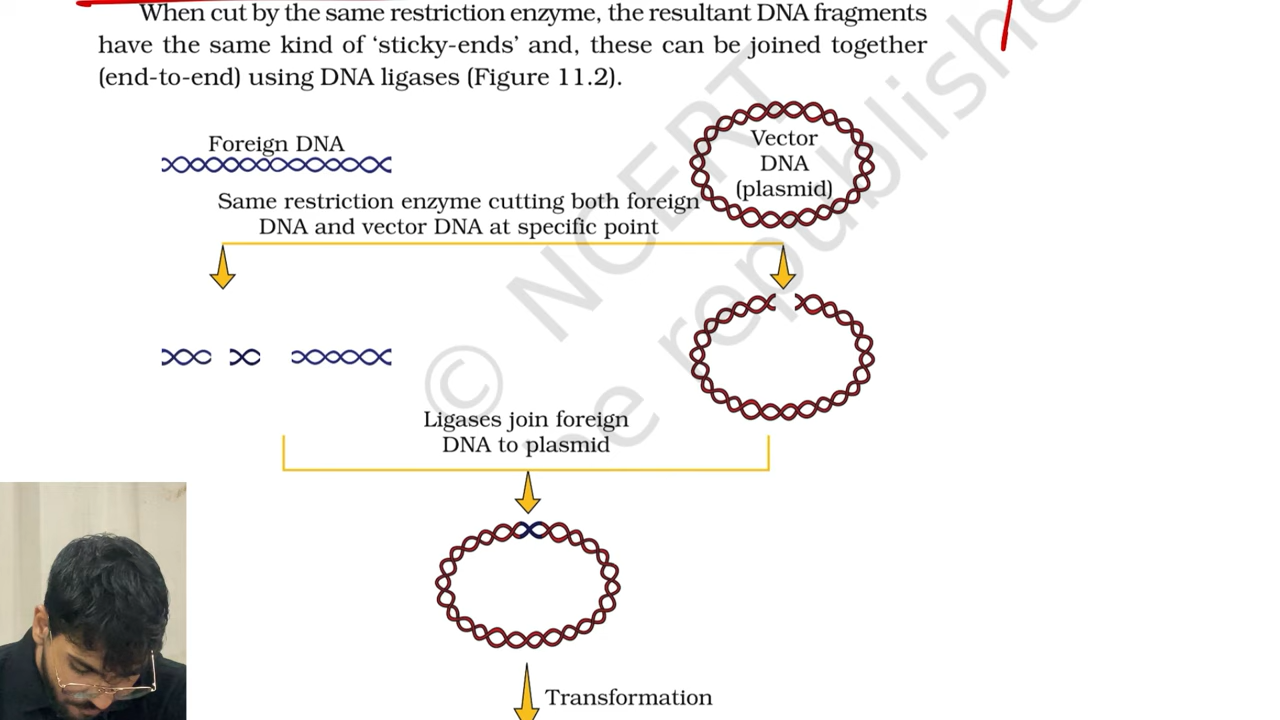 When cut by the same restriction enzyme, the resultant DNA fragments
have the same kind of ‘sticky-ends’ and, these can be joined together
(end-to-end) using DNA ligases (Figure 11.2).
Foreign DNA
Vector
DNA
(plasmid)
Same restriction enzyme cutting both foreign
DNA and vector DNA at specific point
Ligases join foreign
DNA to plasmid
Transformation
© NCERT
be republished